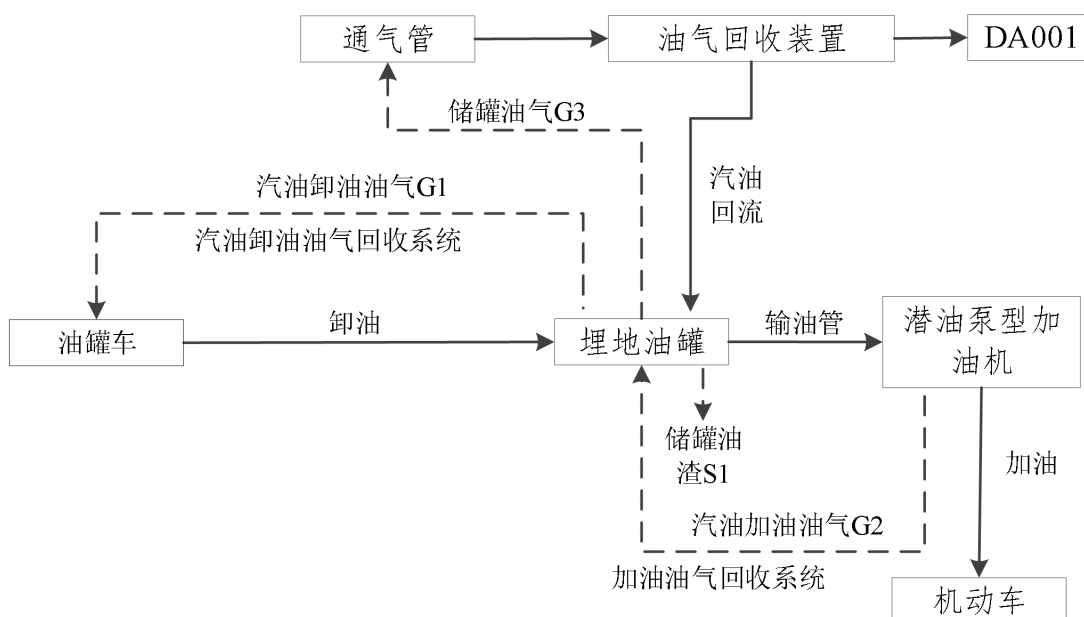 通气管
油气回收装置
DA001
储罐油气G3
汽油
回流
汽油卸油油气G1
汽油卸油油气回收系统
油罐车
卸油
埋地油罐
输油管
潜油泵型加
油机
储罐油
渣S1
加油
汽油加油油气G2
加油油气回收系统
机动车